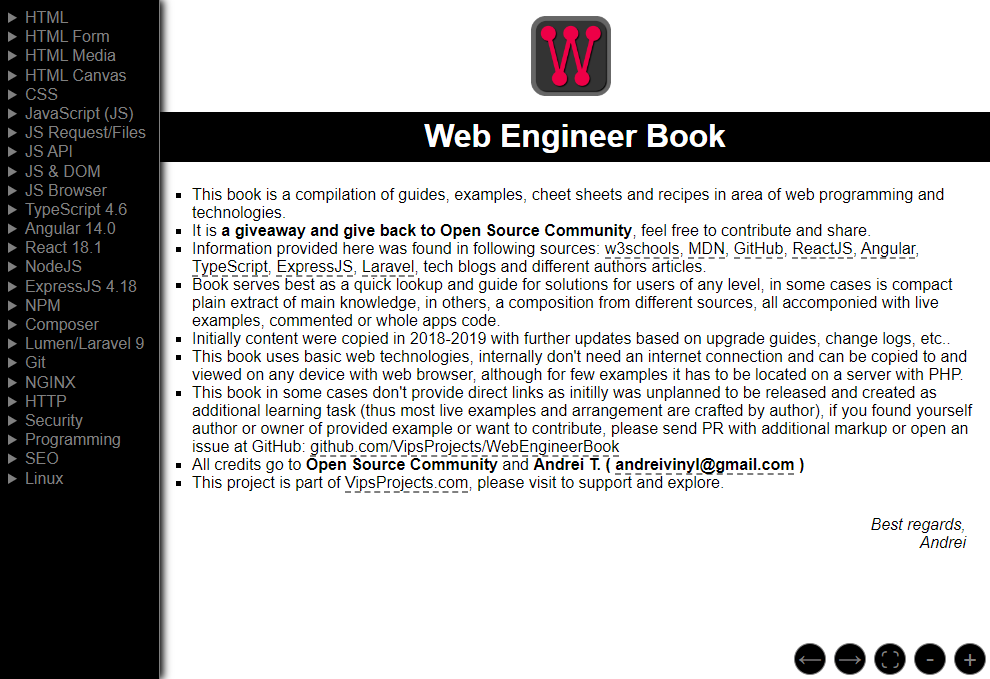 HTML
HTML Form
HTML Media
HTML Canvas
CSS
JavaScript (JS)
JS Request/Files
JS API
JS & DOM
JS Browser
TypeScript 4.6
Angular 14.0
React 18.1
NodeJS
ExpressJS 4.18
NPM
Composer
Lumen/Laravel 9
Git
NGINX
HTTP
Security
Programming
SEO
Linux
Web Engineer Book
This book is a compilation of guides, examples, cheet sheets and recipes in area of web programming and
technologies.
It is a giveaway and give back to Open Source Community, feel free to contribute and share.
Information provided here was found in following sources: w3schools, MDN, GitHub, ReactJS, Angular,
TypeScript, ExpressJS, Laravel, tech blogs and different authors articles.
Book serves best as a quick lookup and guide for solutions for users of any level, in some cases is compact
plain extract of main knowledge, in others, a composition from different sources, all accomponied with live
examples, commented or whole apps code.
Initially content were copied in 2018-2019 with further updates based on upgrade guides, change logs, etc..
This book uses basic web technologies, internally don't need an internet connection and can be copied to and
viewed on any device with web browser, although for few examples it has to be located on a server with PHP.
This book in some cases don't provide direct links as initilly was unplanned to be released and created as
additional learning task (thus most live examples and arrangement are crafted by author), if you found yourself
author or owner of provided example or want to contribute, please send PR with additional markup or open an
issue at GitHub: github.com/VipsProjects/WebEngineerBook
All credits go to Open Source Community and Andrei T. ( andreivinyl@gmail.com )
This project is part of VipsProjects.com, please visit to support and explore.
Best regards,
Andrei